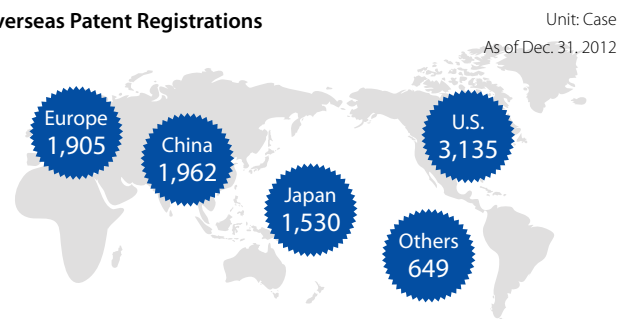 verseas Patent Registrations
Unit: Case
As of Dec. 31. 2012
Europe
1,905
China
1,962
Japan
1,530
U.S.
3,135
Others
649